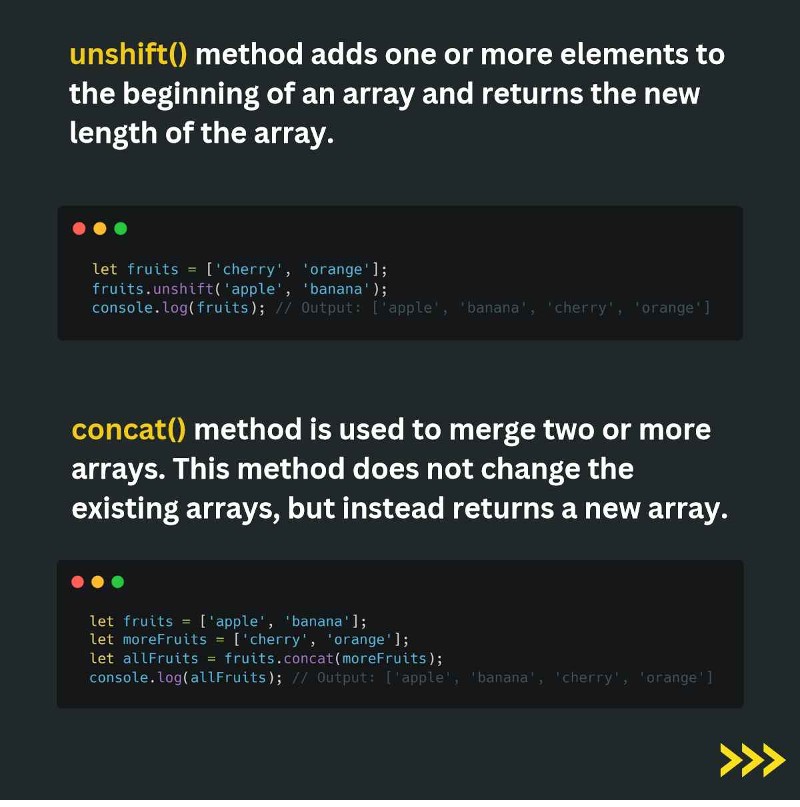 unshift() method adds one or more elements to
the beginning of an array and returns the new
length of the array.
let fruits = ['cherry', 'orange'];
fruits.unshift('apple', 'banana');
console.log(fruits); // Output: ['apple', 'banana', 'cherry', 'orange']
concat() method is used to merge two or more
arrays. This method does not change the
existing arrays, but instead returns a new array.
let fruits = ['apple', 'banana'];
let moreFruits = ['cherry', 'orange'];
let allFruits = fruits.concat(moreFruits);
console.log(allFruits); // Output: ['apple', 'banana', 'cherry', 'orange']